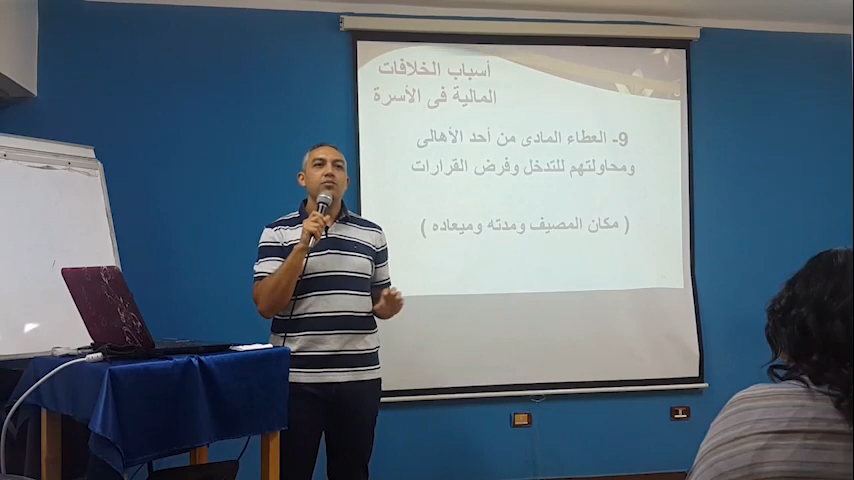 أسباب الخلافات
المالية فى الأسرة
9- العطاء المادى من أحد الأهالى
ومحاولتهم للتدخل وفرض القرارات
( مكان المصيف ومدته وميعاده )